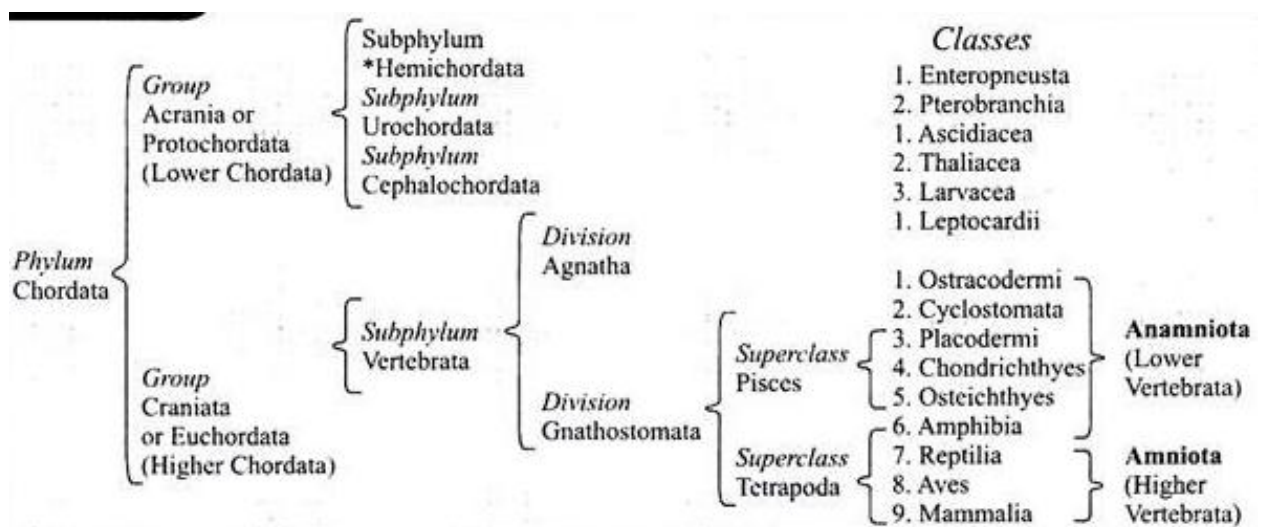 Phylum
Chordata
Group
Acrania or
Protochordata
(Lower Chordata)
Group
Craniata
or Euchordata
(Higher Chordata)
Subphylum
*Hemichordata
Subphylum
Urochordata
Subphylum
Cephalochordata
Subphylum
Vertebrata
Division
Agnatha
Division
Gnathostomata
Superclass
Pisces
Superclass
Tetrapoda
Classes
1. Enteropneusta
2. Pterobranchia
1. Ascidiacea
2. Thaliacea
3. Larvacea
1. Leptocardii
1. Ostracodermi
2. Cyclostomata
3. Placodermi
4. Chondrichthyes
5. Osteichthyes
6. Amphibia
7. Reptilia
8. Aves
9. Mammalia
Anamniota
(Lower
Vertebrata)
Amniota
(Higher
Vertebrata)